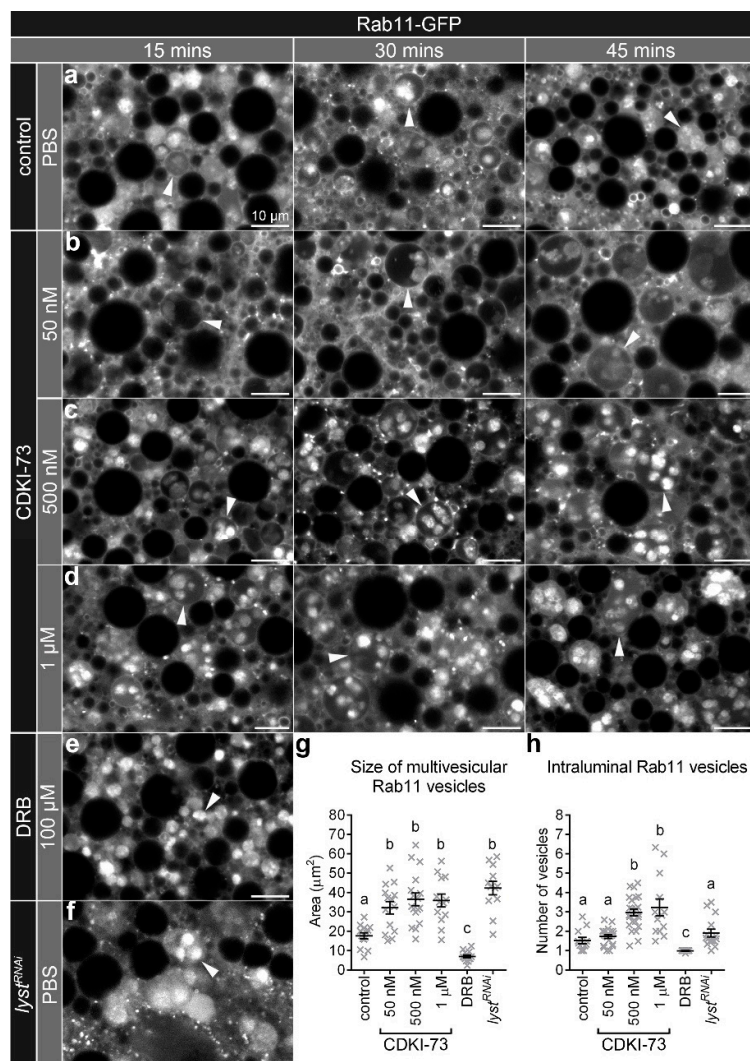 Rab11-GFP
15 mins
30 mins
45 mins
control
PBS
a
10 µm
CDKI-73
50 nM
b
500 nM
c
1 µM
d
DRB
100 µM
e
lyst^RNAi
PBS
f
g
Size of multivesicular
Rab11 vesicles
Area (µm²)
80
70
60
50
40
30
20
10
0
a
b
b
b
c
b
control
50 nM
500 nM
1 µM
DRB
lyst^RNAi
CDKI-73
h
Intraluminal Rab11 vesicles
Number of vesicles
8
7
6
5
4
3
2
1
0
a
a
b
b
c
a
control
50 nM
500 nM
1 µM
DRB
lyst^RNAi
CDKI-73